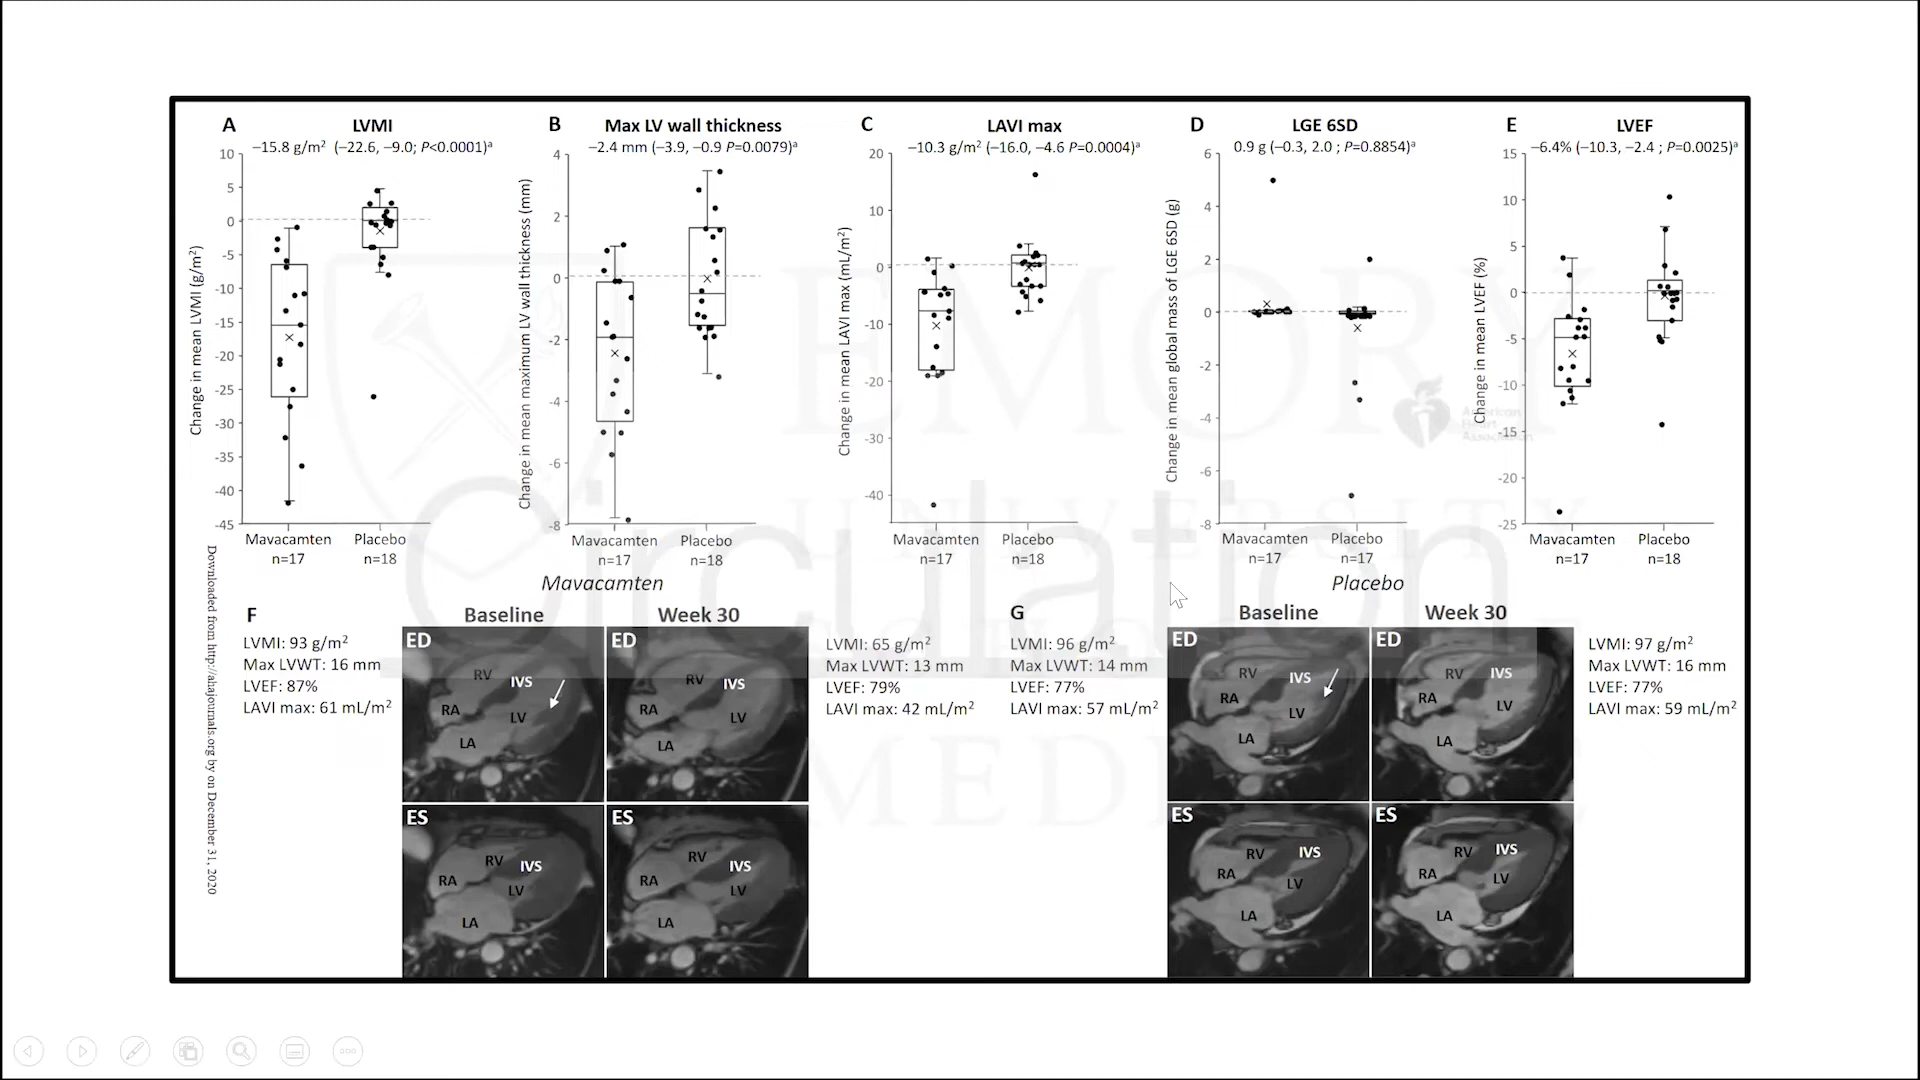 A
LVMI
−15.8 g/m² (−22.6, −9.0; P<0.0001)ᵃ
Change in mean LVMI (g/m²)
10
5
0
-5
-10
-15
-20
-25
-30
-35
-40
-45
Mavacamten
n=17
Placebo
n=18
B
Max LV wall thickness
−2.4 mm (−3.9, −0.9 P=0.0079)ᵃ
Change in mean maximum LV wall thickness (mm)
4
2
0
-2
-4
-6
-8
Mavacamten
n=17
Placebo
n=18
C
LAVI max
−10.3 g/m² (−16.0, −4.6 P=0.0004)ᵃ
Change in mean LAVI max (mL/m²)
20
10
0
-10
-20
-30
-40
Mavacamten
n=17
Placebo
n=18
D
LGE 6SD
0.9 g (−0.3, 2.0 ; P=0.8854)ᵃ
Change in mean global mass of LGE 6SD (g)
6
4
2
0
-2
-4
-6
-8
Mavacamten
n=17
Placebo
n=17
E
LVEF
−6.4% (−10.3, −2.4 ; P=0.0025)ᵃ
Change in mean LVEF (%)
15
10
5
0
-5
-10
-15
-20
-25
Mavacamten
n=17
Placebo
n=18
EMORY
UNIVERSITY
SCHOOL OF
MEDICINE
Circulation
American
Heart
Association
Downloaded from http://ahajournals.org by on December 31, 2020
Mavacamten
F
Baseline
Week 30
LVMI: 93 g/m²
Max LVWT: 16 mm
LVEF: 87%
LAVI max: 61 mL/m²
ED
RV
IVS
RA
LV
LA
ED
RV
IVS
RA
LV
LA
LVMI: 65 g/m²
Max LVWT: 13 mm
LVEF: 79%
LAVI max: 42 mL/m²
ES
RV
IVS
RA
LV
LA
ES
RV
IVS
RA
LV
LA
Placebo
G
Baseline
Week 30
LVMI: 96 g/m²
Max LVWT: 14 mm
LVEF: 77%
LAVI max: 57 mL/m²
ED
RV
IVS
RA
LV
LA
ED
RV
IVS
RA
LV
LA
LVMI: 97 g/m²
Max LVWT: 16 mm
LVEF: 77%
LAVI max: 59 mL/m²
ES
RV
IVS
RA
LV
LA
ES
RV
IVS
RA
LV
LA